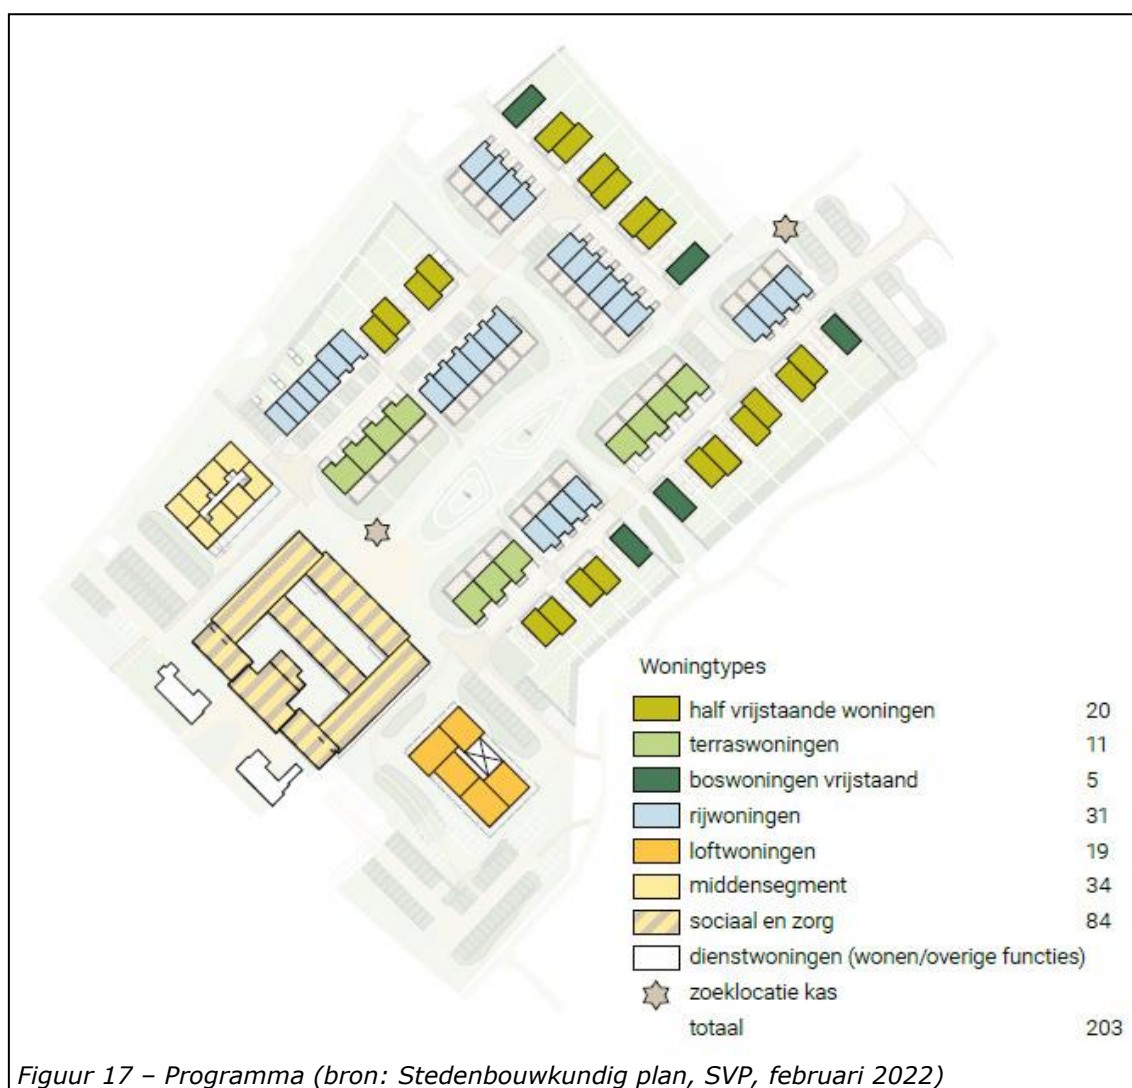 Woningtypes
half vrijstaande woningen 20
terraswoningen 11
boswoningen vrijstaand 5
rijwoningen 31
loftwoningen 19
middensegment 34
sociaal en zorg 84
dienstwoningen (wonen/overige functies)
zoeklocatie kas
totaal 203
Figuur 17 – Programma (bron: Stedenbouwkundig plan, SVP, februari 2022)